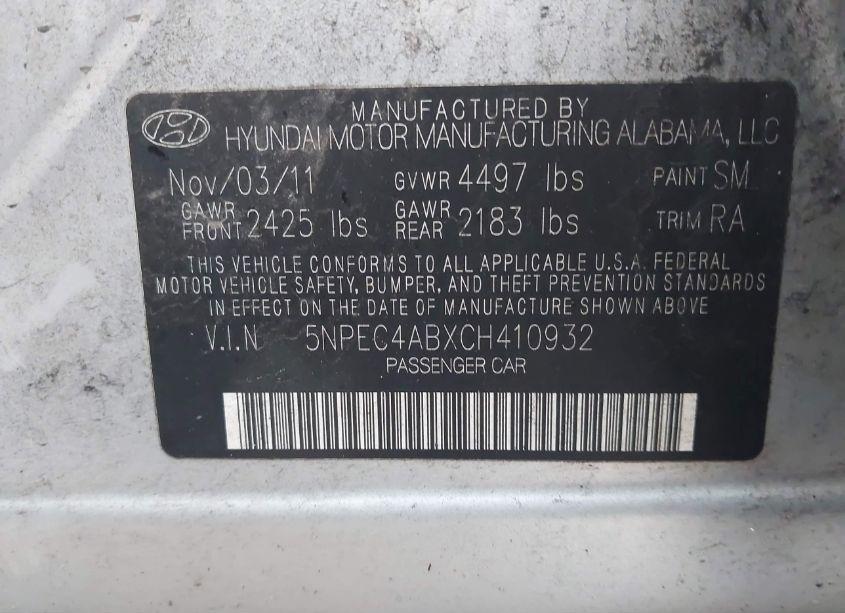 MANUFACTURED BY
HYUNDAI MOTOR MANUFACTURING ALABAMA, LLC
Nov/03/11 GVWR 4497 lbs PAINT SM
GAWR FRONT 2425 lbs GAWR REAR 2183 lbs TRIM RA
THIS VEHICLE CONFORMS TO ALL APPLICABLE U.S.A. FEDERAL
MOTOR VEHICLE SAFETY, BUMPER, AND THEFT PREVENTION STANDARDS
IN EFFECT ON THE DATE OF MANUFACTURE SHOWN ABOVE
V.I.N 5NPEC4ABXCH410932
PASSENGER CAR